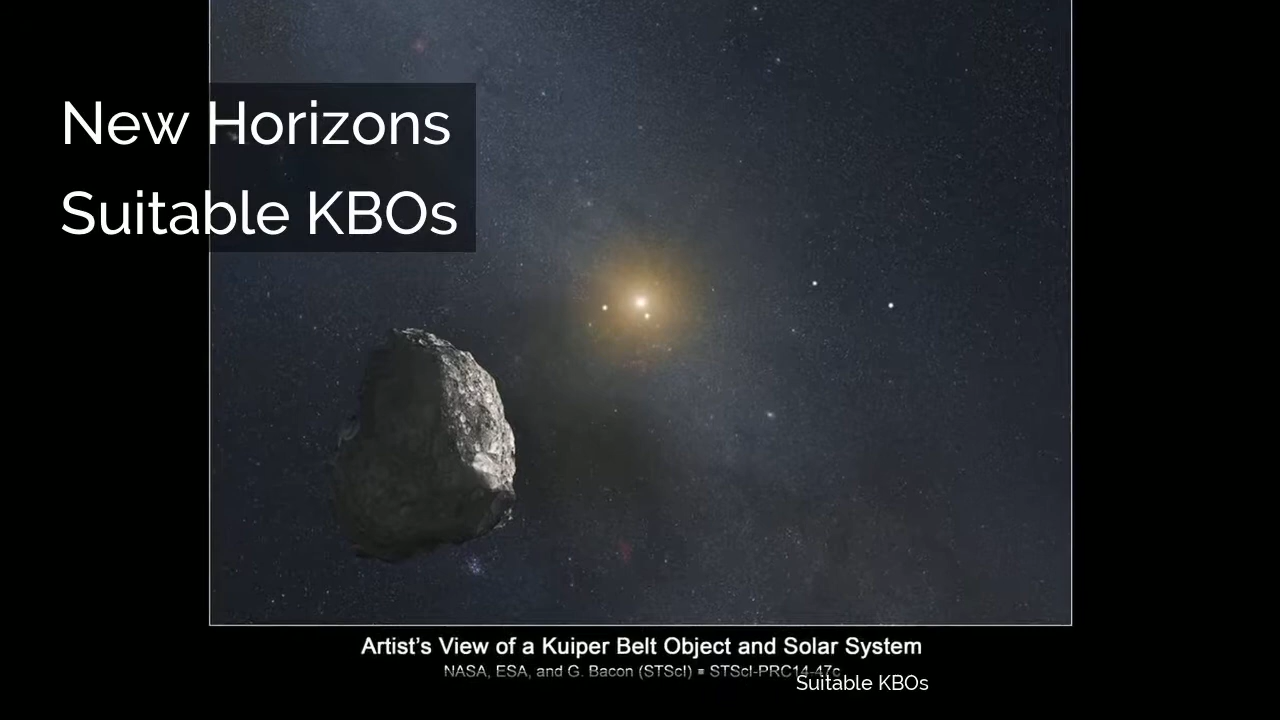 New Horizons
Suitable KBOs
Artist's View of a Kuiper Belt Object and Solar System
NASA, ESA, and G. Bacon (STScI) ▪ STScI-PRC14-47c
Suitable KBOs